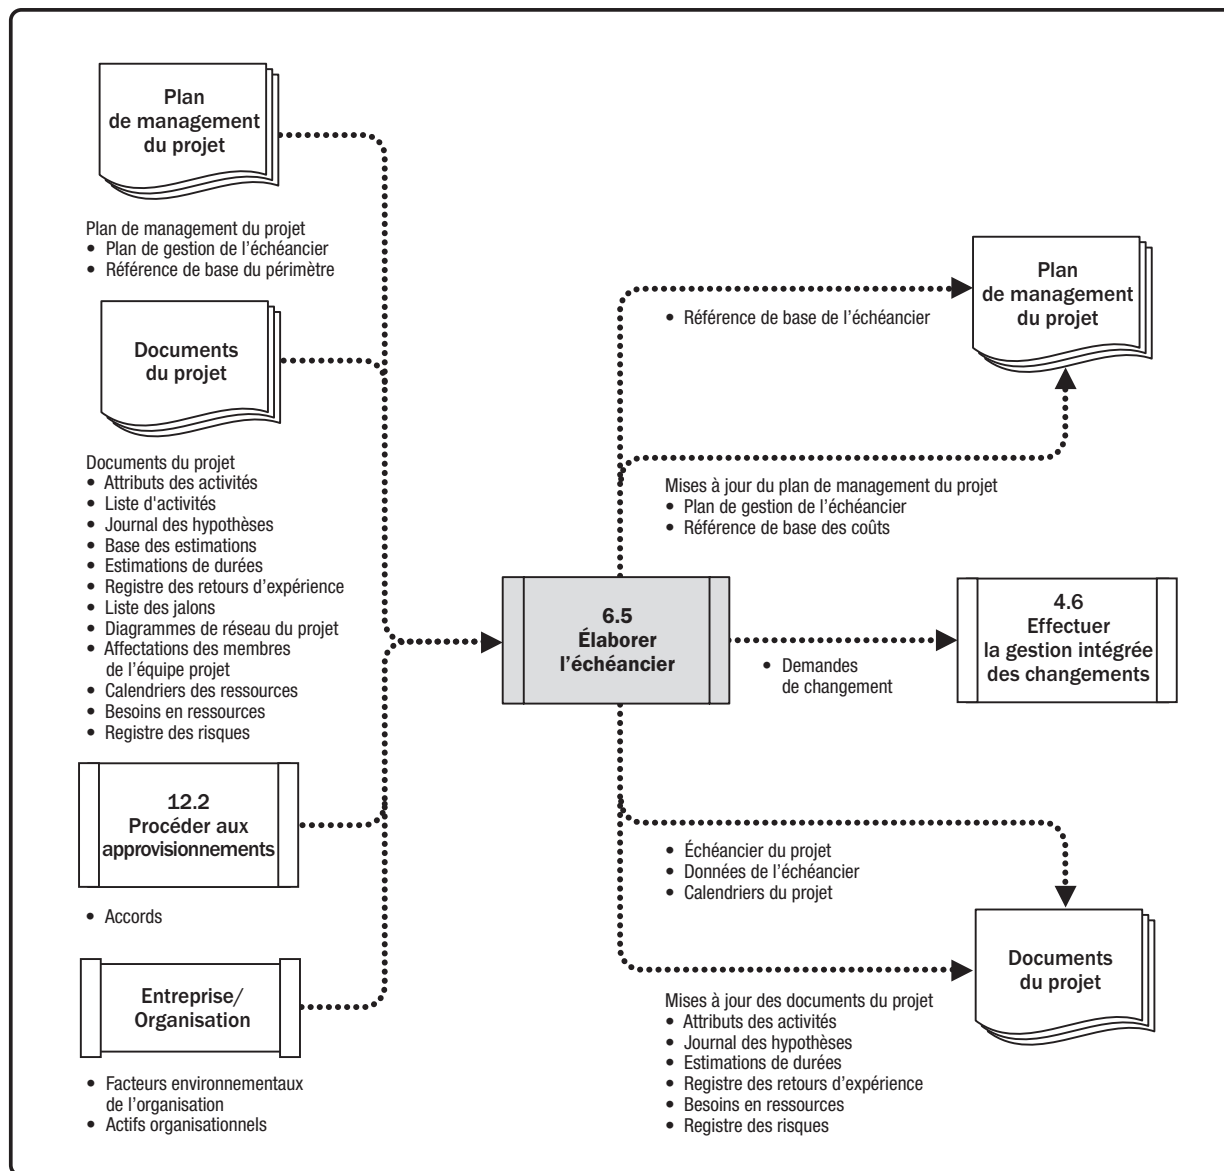 Plan
de management
du projet
Plan de management du projet
• Plan de gestion de l’échéancier
• Référence de base du périmètre
Documents
du projet
Documents du projet
• Attributs des activités
• Liste d'activités
• Journal des hypothèses
• Base des estimations
• Estimations de durées
• Registre des retours d’expérience
• Liste des jalons
• Diagrammes de réseau du projet
• Affectations des membres
de l’équipe projet
• Calendriers des ressources
• Besoins en ressources
• Registre des risques
12.2
Procéder aux
approvisionnements
• Accords
Entreprise/
Organisation
• Facteurs environnementaux
de l’organisation
• Actifs organisationnels
6.5
Élaborer
l’échéancier
• Référence de base de l’échéancier
Plan
de management
du projet
Mises à jour du plan de management du projet
• Plan de gestion de l’échéancier
• Référence de base des coûts
• Demandes
de changement
4.6
Effectuer
la gestion intégrée
des changements
• Échéancier du projet
• Données de l’échéancier
• Calendriers du projet
Documents
du projet
Mises à jour des documents du projet
• Attributs des activités
• Journal des hypothèses
• Estimations de durées
• Registre des retours d’expérience
• Besoins en ressources
• Registre des risques